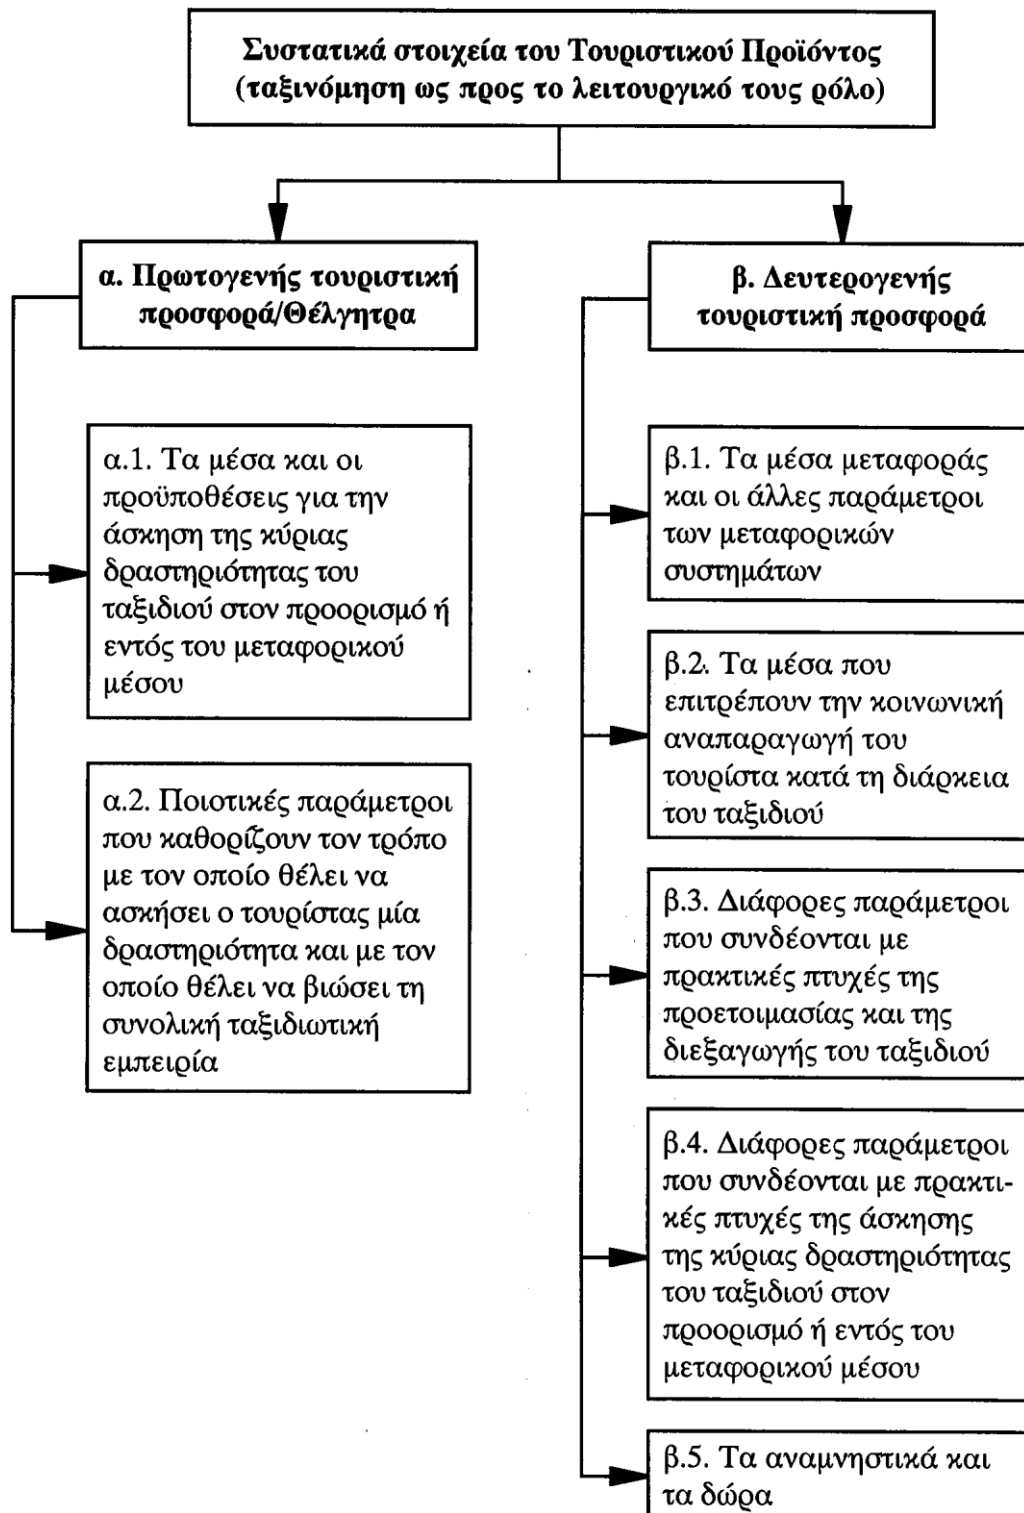 Συστατικά στοιχεία του Τουριστικού Προϊόντος
(ταξινόμηση ως προς το λειτουργικό τους ρόλο)
α. Πρωτογενής τουριστική
προσφορά/Θέλγητρα
α.1. Τα μέσα και οι
προϋποθέσεις για την
άσκηση της κύριας
δραστηριότητας του
ταξιδιού στον προορισμό ή
εντός του μεταφορικού
μέσου
α.2. Ποιοτικές παράμετροι
που καθορίζουν τον τρόπο
με τον οποίο θέλει να
ασκήσει ο τουρίστας μία
δραστηριότητα και με τον
οποίο θέλει να βιώσει τη
συνολική ταξιδιωτική
εμπειρία
β. Δευτερογενής
τουριστική προσφορά
β.1. Τα μέσα μεταφοράς
και οι άλλες παράμετροι
των μεταφορικών
συστημάτων
β.2. Τα μέσα που
επιτρέπουν την κοινωνική
αναπαραγωγή του
τουρίστα κατά τη διάρκεια
του ταξιδιού
β.3. Διάφορες παράμετροι
που συνδέονται με
πρακτικές πτυχές της
προετοιμασίας και της
διεξαγωγής του ταξιδιού
β.4. Διάφορες παράμετροι
που συνδέονται με πρακτι-
κές πτυχές της άσκησης
της κύριας δραστηριότητας
του ταξιδιού στον
προορισμό ή εντός του
μεταφορικού μέσου
β.5. Τα αναμνηστικά και
τα δώρα